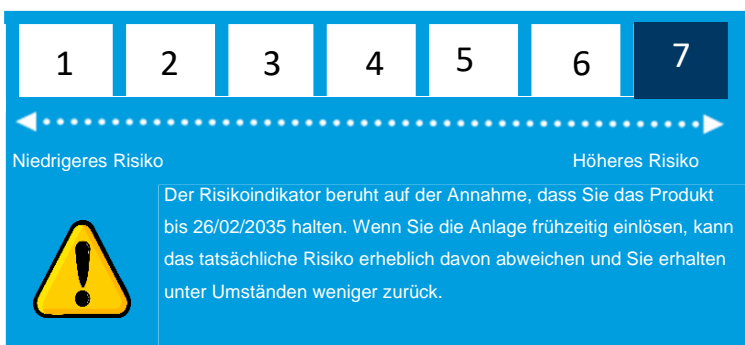 1 2 3 4 5 6 7
Niedrigeres Risiko Höheres Risiko
Der Risikoindikator beruht auf der Annahme, dass Sie das Produkt
bis 26/02/2035 halten. Wenn Sie die Anlage frühzeitig einlösen, kann
das tatsächliche Risiko erheblich davon abweichen und Sie erhalten
unter Umständen weniger zurück.